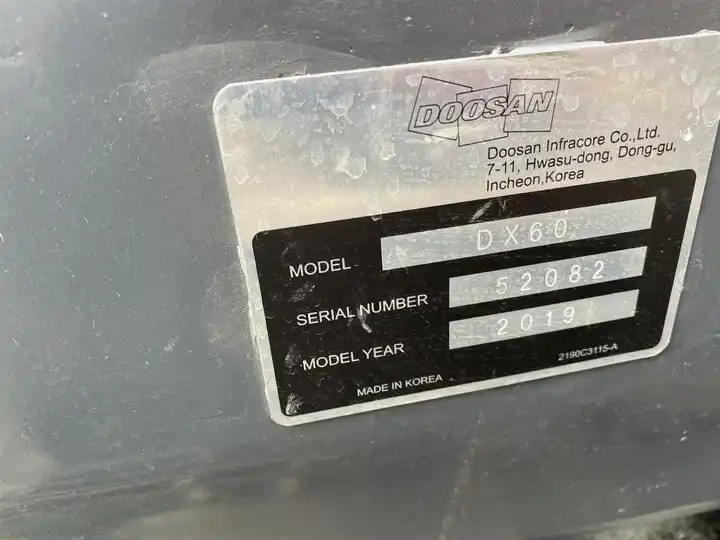 DOOSAN
Doosan Infracore Co.,Ltd.
7-11, Hwasu-dong, Dong-gu,
Incheon,Korea
MODEL DX60
SERIAL NUMBER 52082
MODEL YEAR 2019
MADE IN KOREA 2190C3115-A